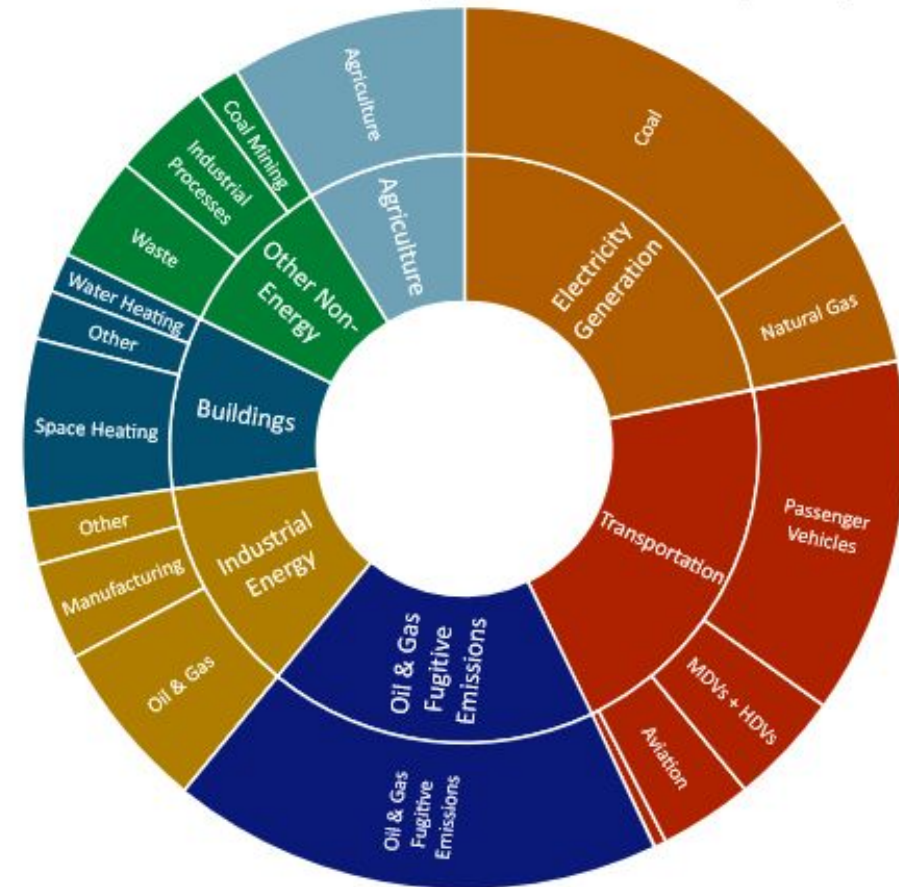 Coal
Natural Gas
Electricity
Generation
Passenger
Vehicles
MDVs + HDVs
Aviation
Transportation
Oil & Gas
Fugitive
Emissions
Oil & Gas
Fugitive
Emissions
Industrial
Energy
Oil & Gas
Manufacturing
Other
Buildings
Space Heating
Other
Water Heating
Other Non-
Energy
Waste
Industrial
Processes
Coal Mining
Agriculture
Agriculture